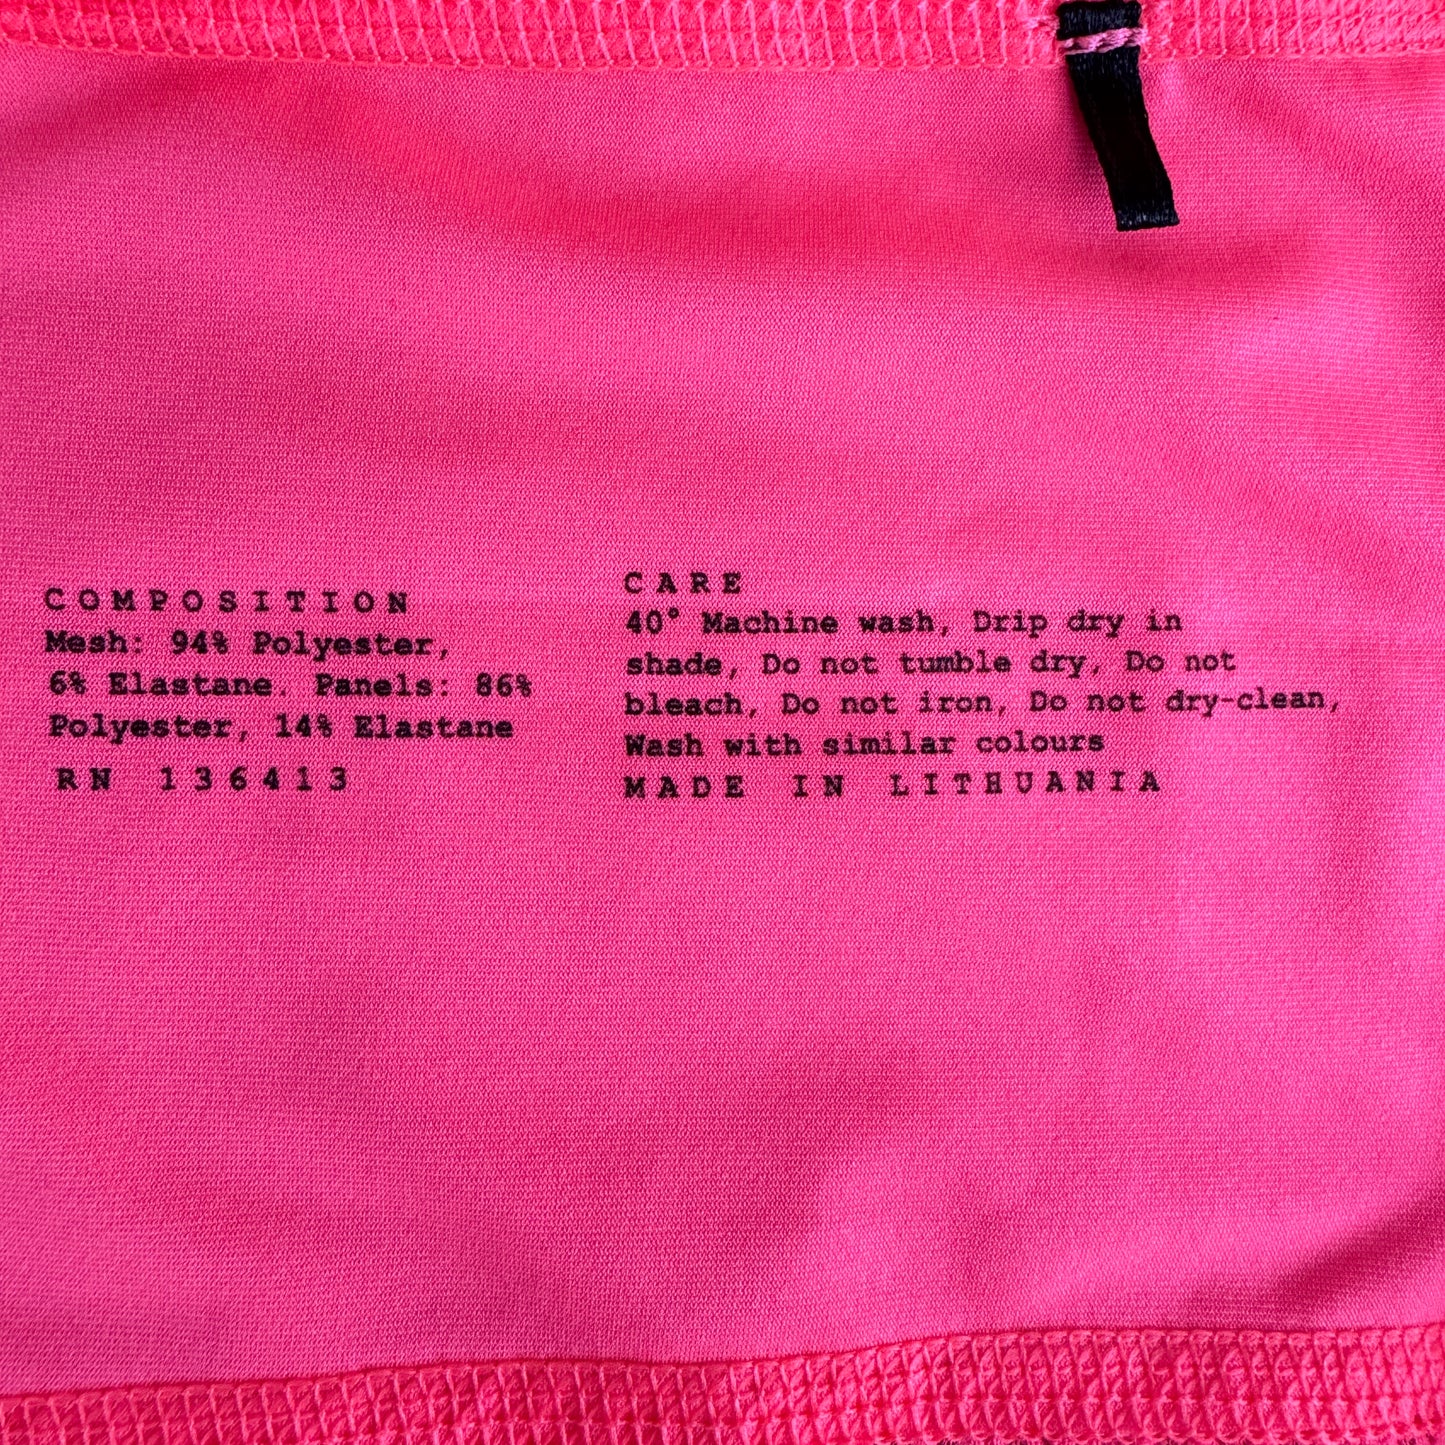 COMPOSITION
Mesh: 94% Polyester,
6% Elastane. Panels: 86%
Polyester, 14% Elastane
RN 136413
CARE
40° Machine wash, Drip dry in
shade, Do not tumble dry, Do not
bleach, Do not iron, Do not dry-clean,
Wash with similar colours
MADE IN LITHUANIA